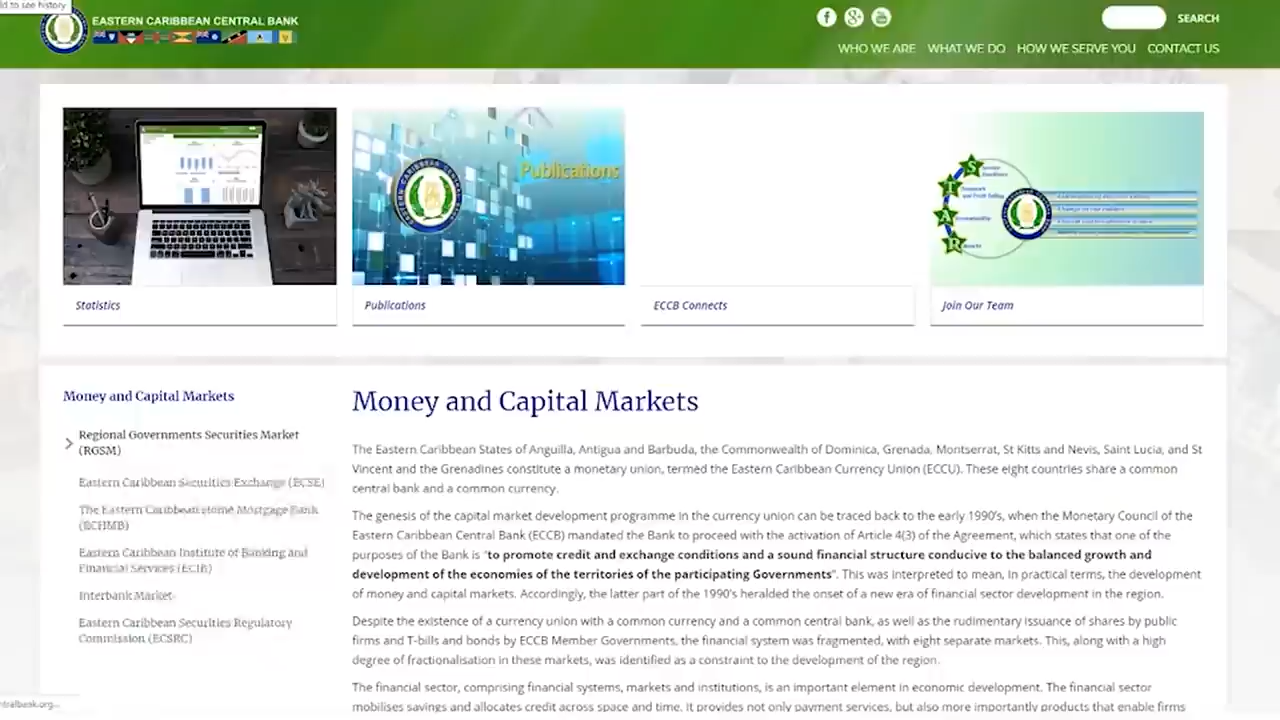 ld to see history
EASTERN CARIBBEAN CENTRAL BANK
SEARCH
WHO WE ARE WHAT WE DO HOW WE SERVE YOU CONTACT US
Publications
S
T
A
R
Statistics
Publications
ECCB Connects
Join Our Team
Money and Capital Markets
Regional Governments Securities Market
(RGSM)
Eastern Caribbean Securities Exchange (ECSE)
The Eastern Caribbean Home Mortgage Bank
(ECHMB)
Eastern Caribbean Institute of Banking and
Financial Services (ECIB)
Interbank Market
Eastern Caribbean Securities Regulatory
Commission (ECSRC)
Money and Capital Markets
The Eastern Caribbean States of Anguilla, Antigua and Barbuda, the Commonwealth of Dominica, Grenada, Montserrat, St Kitts and Nevis, Saint Lucia, and St
Vincent and the Grenadines constitute a monetary union, termed the Eastern Caribbean Currency Union (ECCU). These eight countries share a common
central bank and a common currency.
The genesis of the capital market development programme in the currency union can be traced back to the early 1990's, when the Monetary Council of the
Eastern Caribbean Central Bank (ECCB) mandated the Bank to proceed with the activation of Article 4(3) of the Agreement, which states that one of the
purposes of the Bank is "to promote credit and exchange conditions and a sound financial structure conducive to the balanced growth and
development of the economies of the territories of the participating Governments". This was interpreted to mean, in practical terms, the development
of money and capital markets. Accordingly, the latter part of the 1990's heralded the onset of a new era of financial sector development in the region.
Despite the existence of a currency union with a common currency and a common central bank, as well as the rudimentary issuance of shares by public
firms and T-bills and bonds by ECCB Member Governments, the financial system was fragmented, with eight separate markets. This, along with a high
degree of fractionalisation in these markets, was identified as a constraint to the development of the region.
The financial sector, comprising financial systems, markets and institutions, is an important element in economic development. The financial sector
mobilises savings and allocates credit across space and time. It provides not only payment services, but also more importantly products that enable firms
ntralbank.org...